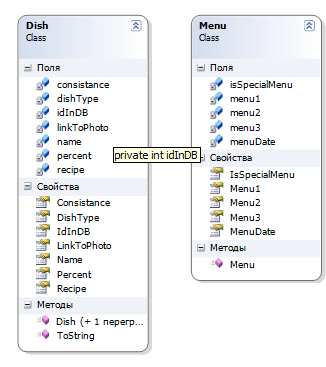 Dish
Class
Поля
consistance
dishType
idInDB
linkToPhoto
name
percent
recipe
Свойства
Consistance
DishType
IdInDB
LinkToPhoto
Name
Percent
Recipe
Методы
Dish (+ 1 перегр...
ToString
private int idInDB
Menu
Class
Поля
isSpecialMenu
menu1
menu2
menu3
menuDate
Свойства
IsSpecialMenu
Menu1
Menu2
Menu3
MenuDate
Методы
Menu